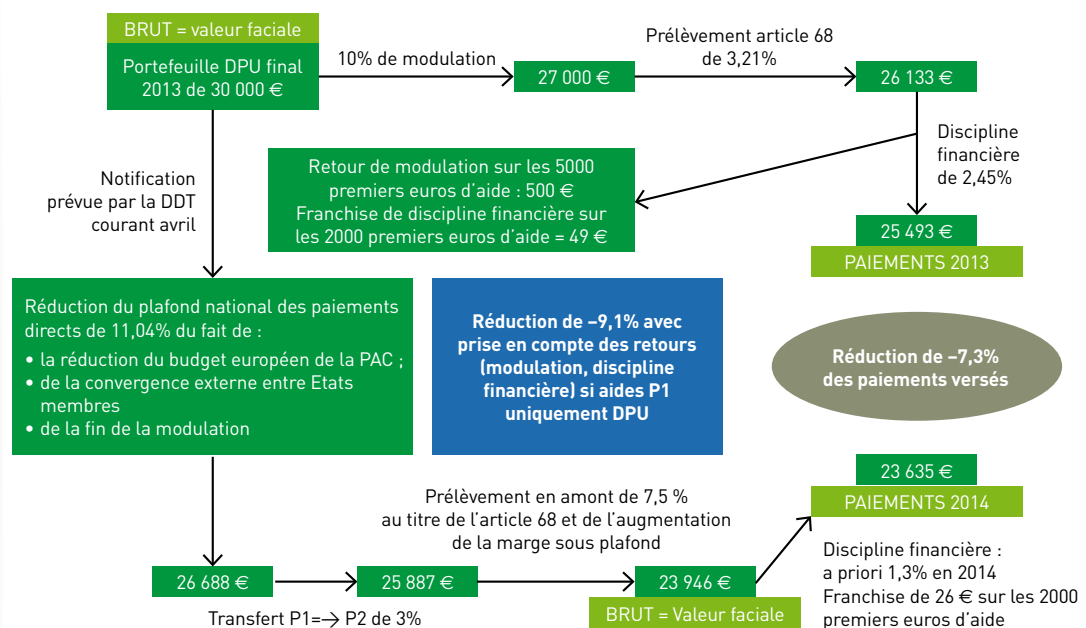 BRUT = valeur faciale
Portefeuille DPU final
2013 de 30 000 €
10% de modulation
27 000 €
Prélèvement article 68
de 3,21%
26 133 €
Discipline
financière
de 2,45%
Retour de modulation sur les 5000
premiers euros d'aide : 500 €
Franchise de discipline financière sur
les 2000 premiers euros d'aide = 49 €
25 493 €
PAIEMENTS 2013
Notification
prévue par la DDT
courant avril
Réduction du plafond national des paiements
directs de 11,04% du fait de :
• la réduction du budget européen de la PAC ;
• de la convergence externe entre Etats
membres
• de la fin de la modulation
Réduction de –9,1% avec
prise en compte des retours
(modulation, discipline
financière) si aides P1
uniquement DPU
Réduction de –7,3%
des paiements versés
26 688 €
Transfert P1=→ P2 de 3%
25 887 €
Prélèvement en amont de 7,5 %
au titre de l'article 68 et de l'augmentation
de la marge sous plafond
23 946 €
BRUT = Valeur faciale
23 635 €
PAIEMENTS 2014
Discipline financière :
a priori 1,3% en 2014
Franchise de 26 € sur les 2000
premiers euros d'aide